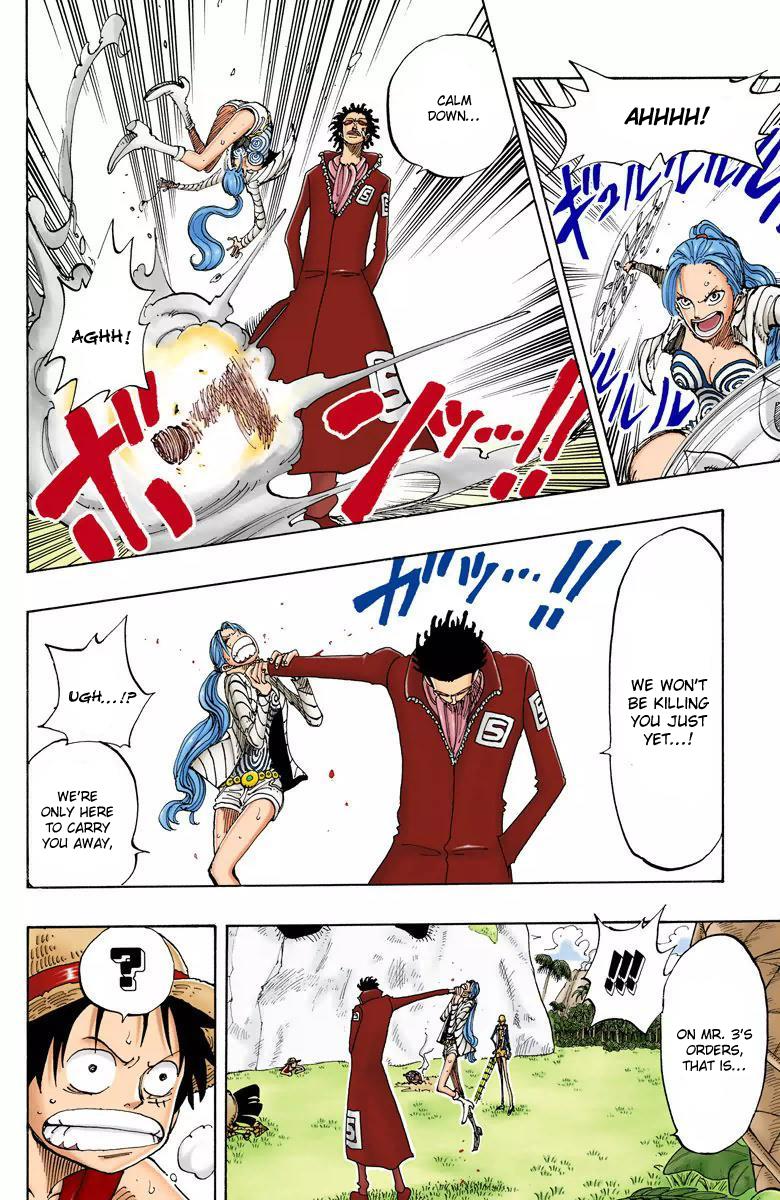 AHHHH!
ギュルルルルル
ルルル
CALM
DOWN...
AGHH!
ボンッ...!!
ガッ...!!
WE WON'T
BE KILLING
YOU JUST
YET...!
UGH...!?
WE'RE
ONLY HERE
TO CARRY
YOU AWAY,
5
5
5
!!!
ON MR. 3'S
ORDERS,
THAT IS...
5
?